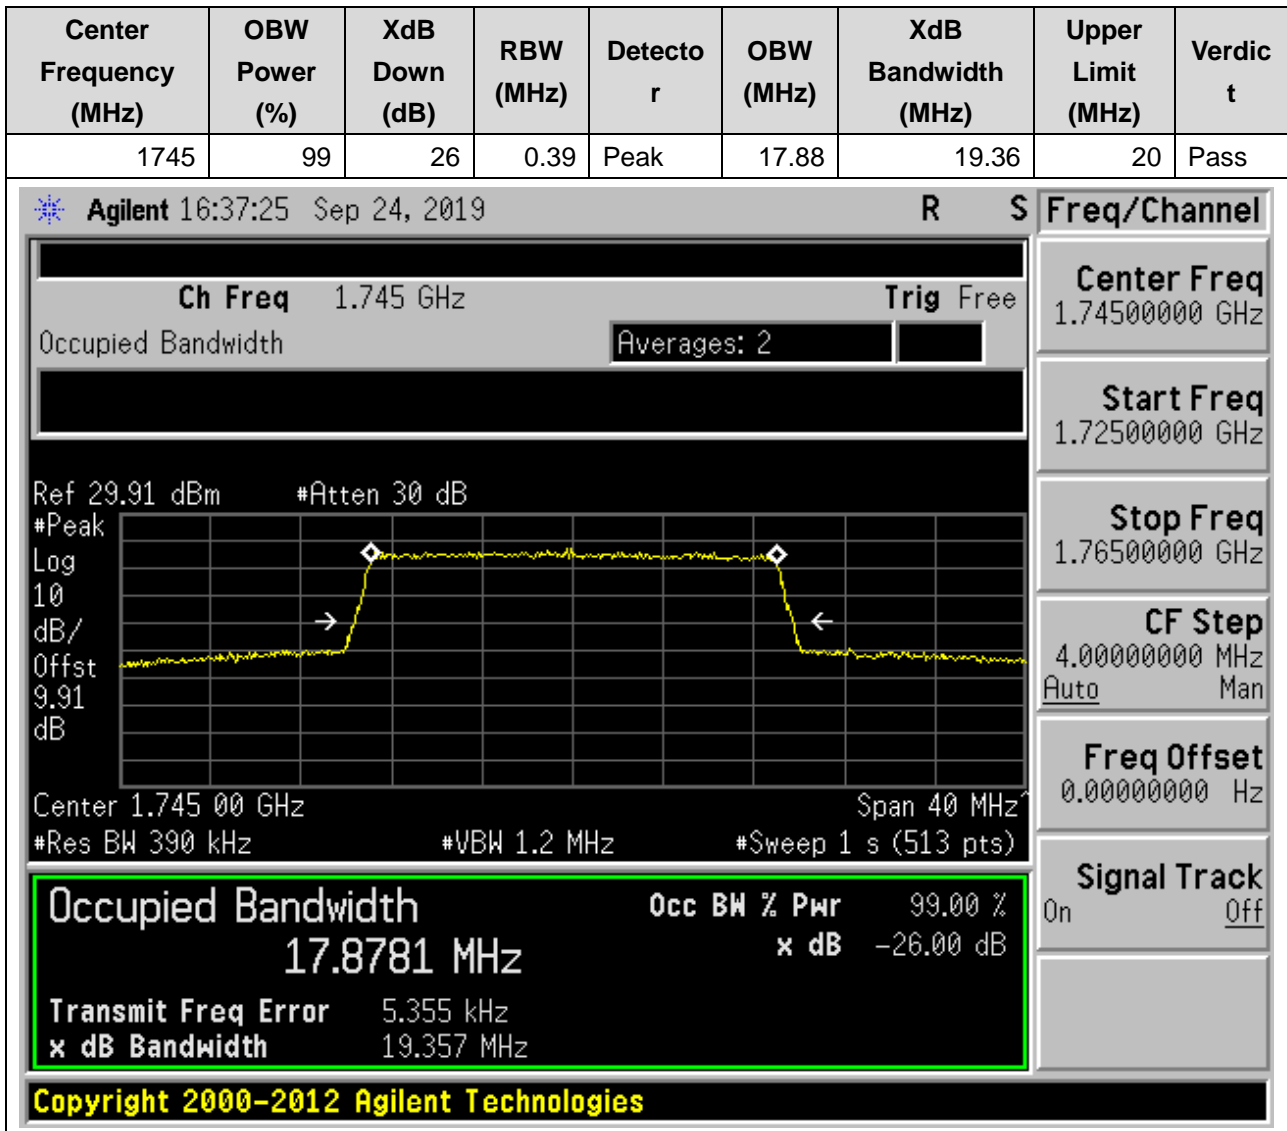 Center Frequency (MHz) OBW Power (%) XdB Down (dB) RBW (MHz) Detector OBW (MHz) XdB Bandwidth (MHz) Upper Limit (MHz) Verdict
1745 99 26 0.39 Peak 17.88 19.36 20 Pass
Agilent 16:37:25 Sep 24, 2019 R S
Ch Freq 1.745 GHz Trig Free
Occupied Bandwidth Averages: 2
Ref 29.91 dBm #Atten 30 dB
#Peak
Log
10
dB/
Offst
9.91
dB
Center 1.745 00 GHz Span 40 MHz^
#Res BW 390 kHz #VBW 1.2 MHz #Sweep 1 s (513 pts)
Occupied Bandwidth Occ BW % Pwr 99.00 %
17.8781 MHz x dB -26.00 dB
Transmit Freq Error 5.355 kHz
x dB Bandwidth 19.357 MHz
Copyright 2000-2012 Agilent Technologies
Freq/Channel
Center Freq
1.74500000 GHz
Start Freq
1.72500000 GHz
Stop Freq
1.76500000 GHz
CF Step
4.00000000 MHz
Auto Man
Freq Offset
0.00000000 Hz
Signal Track
On Off